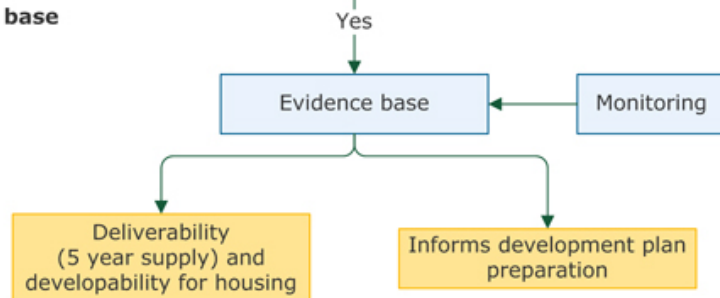 base
Yes
Evidence base
Monitoring
Deliverability
(5 year supply) and
developability for housing
Informs development plan
preparation